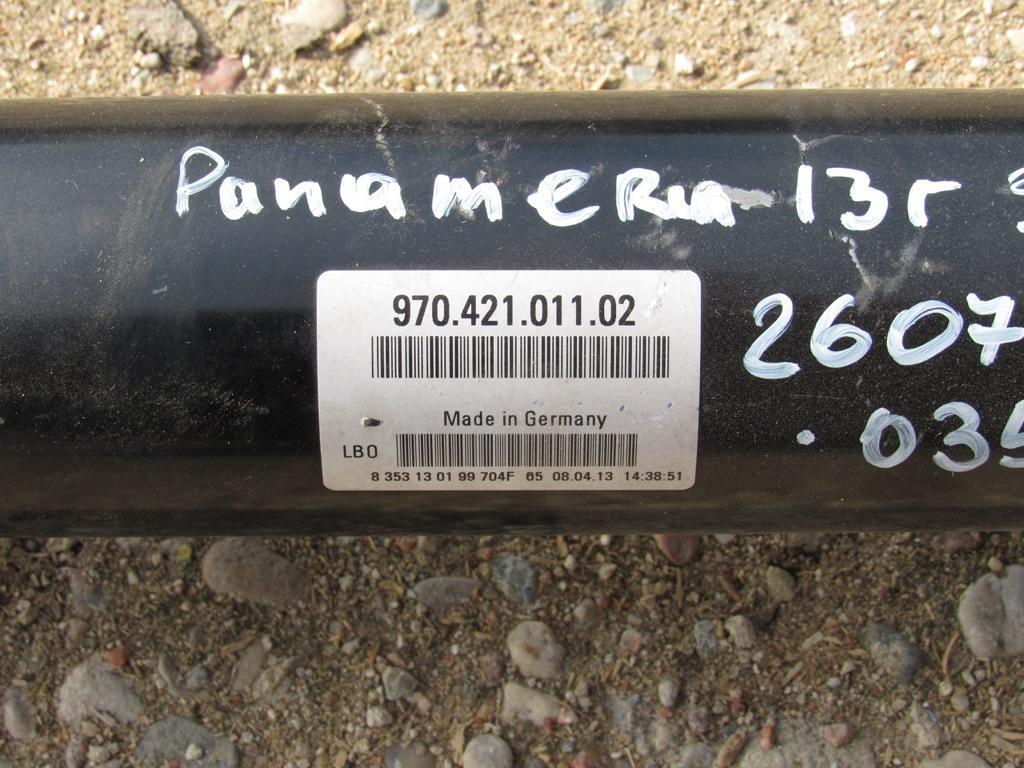 Panamera 13г
970.421.011.02
2607
Made in Germany
.035
LB0
8 353 13 01 99 704F 65 08.04.13 14:38:51